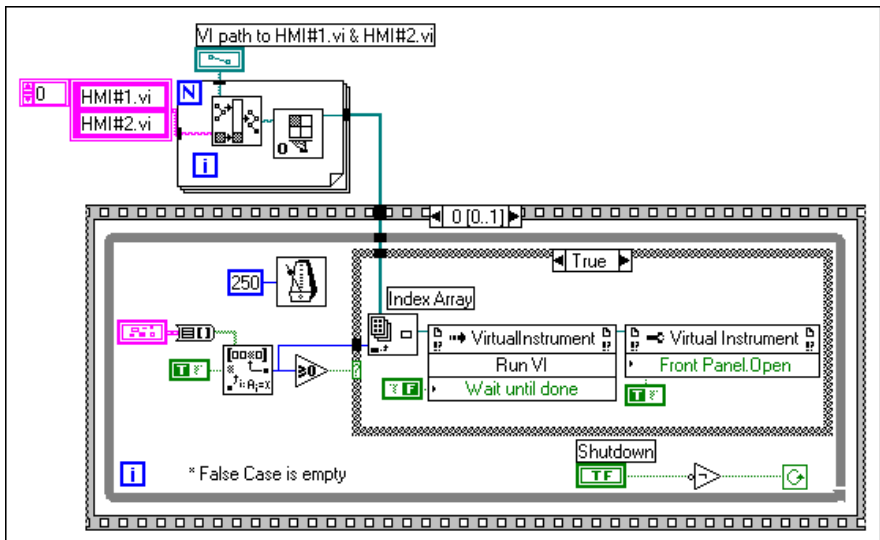 VI path to HMI#1.vi & HMI#2.vi
N
0
HMI#1.vi
HMI#2.vi
0
i
0 [0..1]
True
250
Index Array
VirtualInstrument
Virtual Instrument
Run VI
Front Panel.Open
T
≥0
?
F
Wait until done
T
Shutdown
TF
i
* False Case is empty